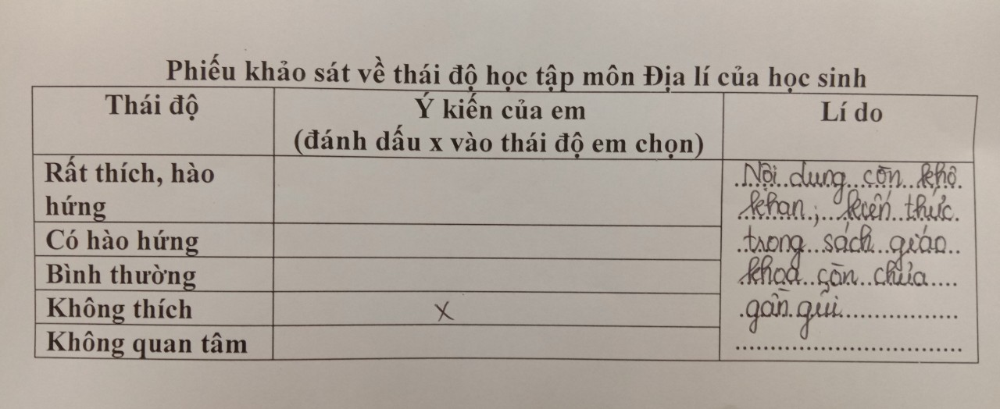 Phiếu khảo sát về thái độ học tập môn Địa lí của học sinh
Thái độ
Ý kiến của em
(đánh dấu x vào thái độ em chọn)
Lí do
Rất thích, hào
hứng
Có hào hứng
Bình thường
Không thích
x
Không quan tâm
Nội dung còn khô
khan, kiến thức
trong sách giáo
khoa còn chưa
gần gũi